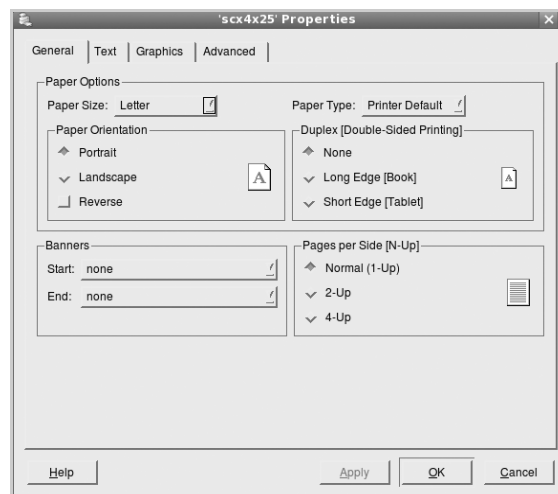 'scx4x25' Properties
General Text Graphics Advanced
Paper Options
Paper Size: Letter
Paper Type: Printer Default
Paper Orientation
Portrait
Landscape
Reverse
A
Duplex [Double-Sided Printing]
None
Long Edge [Book]
Short Edge [Tablet]
A
Banners
Start: none
End: none
Pages per Side [N-Up]
Normal (1-Up)
2-Up
4-Up
Help Apply OK Cancel